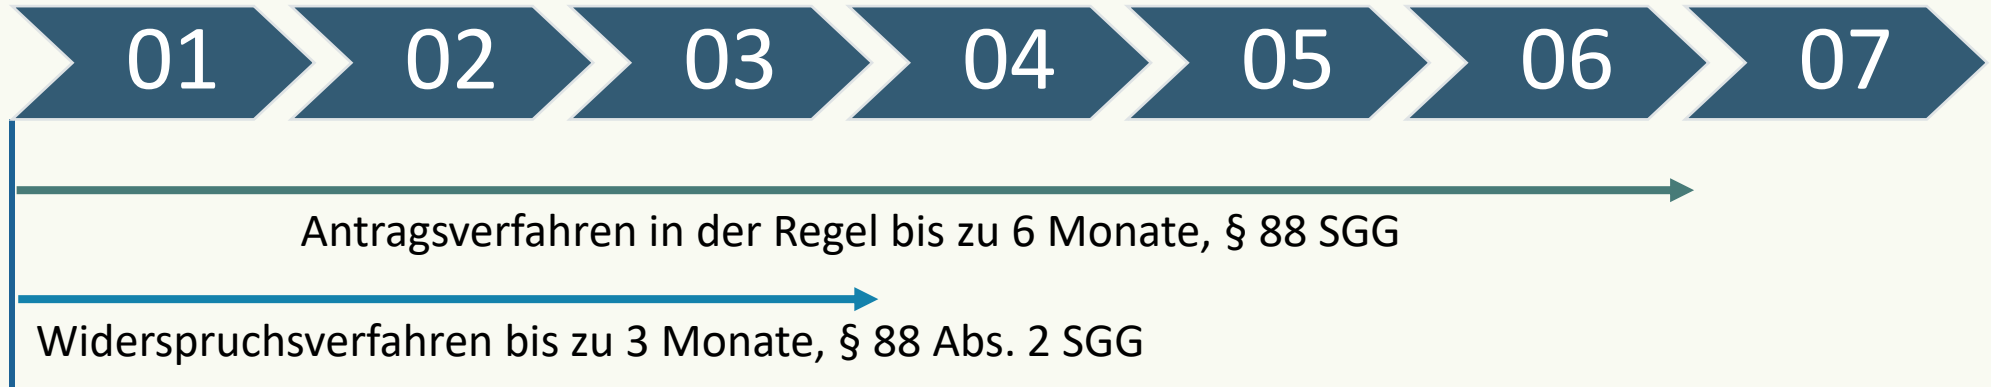 01 02 03 04 05 06 07
Antragsverfahren in der Regel bis zu 6 Monate, § 88 SGG
Widerspruchsverfahren bis zu 3 Monate, § 88 Abs. 2 SGG